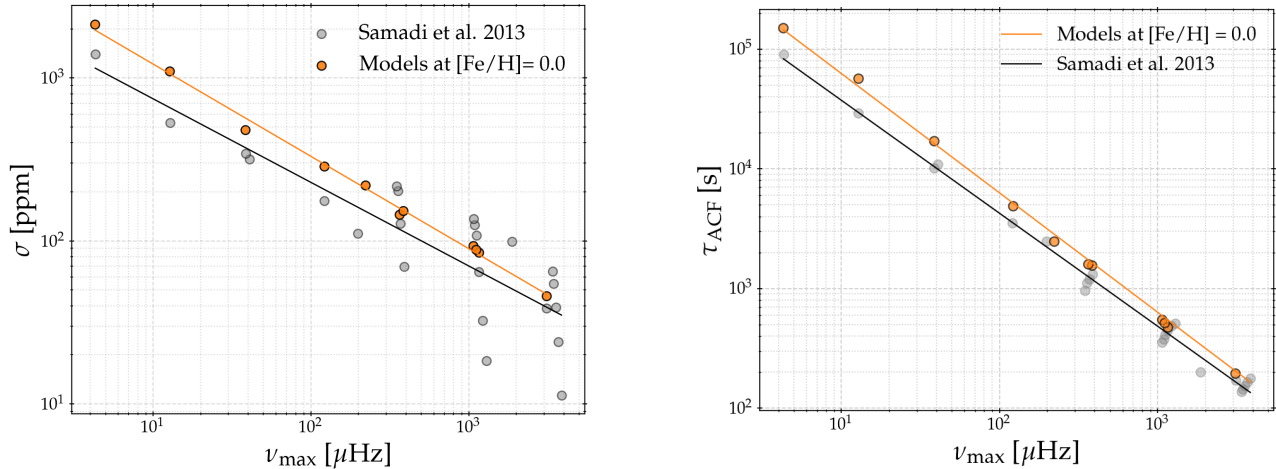 Samadi et al. 2013
Models at [Fe/H]= 0.0
10³
10²
10¹
σ [ppm]
10¹
10²
10³
ν_max [μHz]
Models at [Fe/H] = 0.0
Samadi et al. 2013
10⁵
10⁴
10³
10²
τ_ACF [s]
10¹
10²
10³
ν_max [μHz]